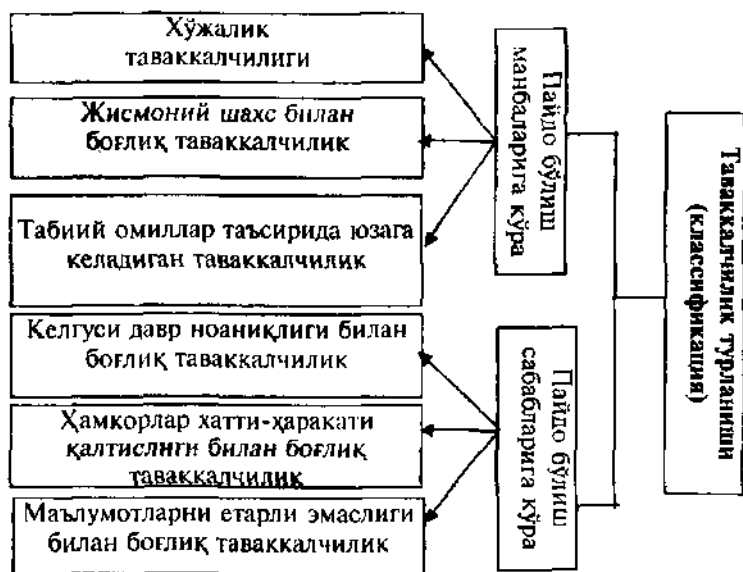 Хўжалик
таваккалчилиги
Жисмоний шахс билан
боғлиқ таваккалчилик
Табиий омиллар таъсирида юзага
келадиган таваккалчилик
Келгуси давр ноаниқлиги билан
боғлиқ таваккалчилик
Ҳамкорлар хатти-ҳаракати
қалтислиги билан боғлиқ
таваккалчилик
Маълумотларни етарли эмаслиги
билан боғлиқ таваккалчилик
Пайдо бўлиш
манбаларига кўра
Пайдо бўлиш
сабабларига кўра
Таваккалчилик турланиши
(классификация)